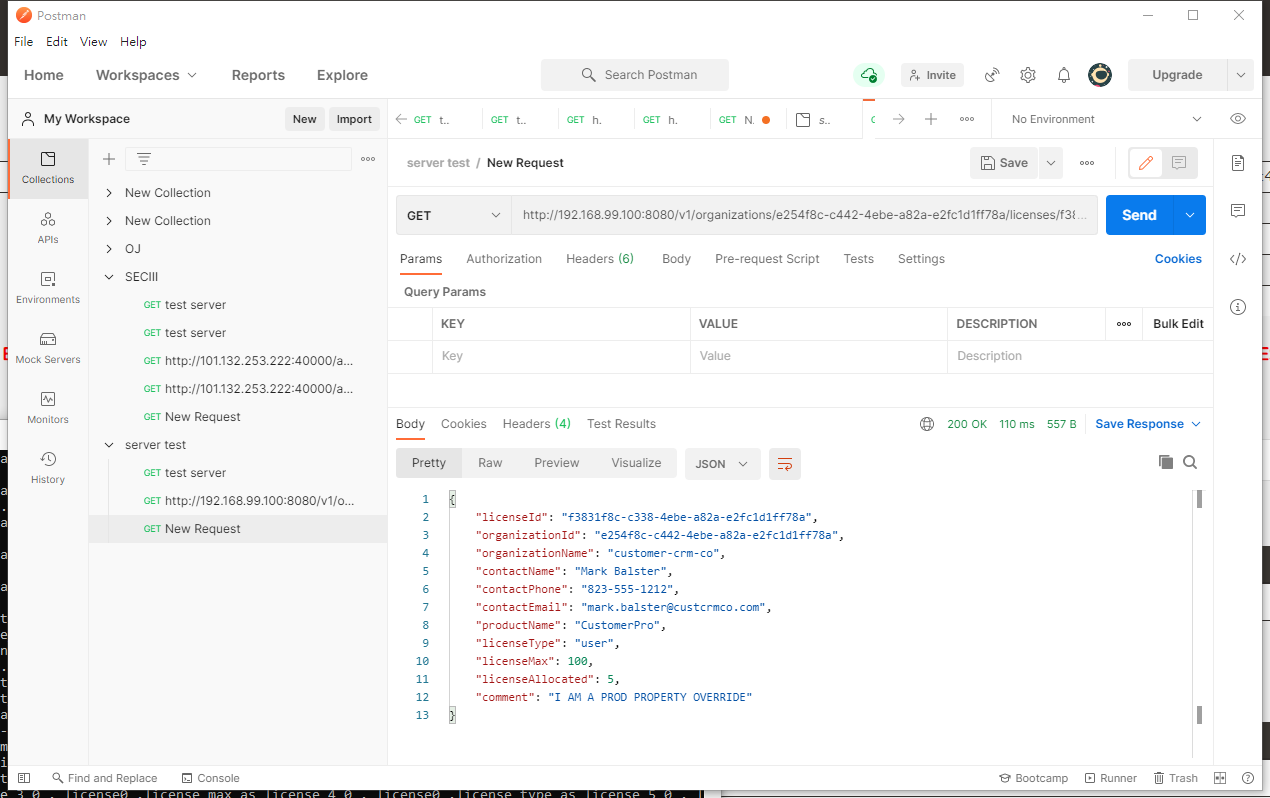 Postman
File Edit View Help
Home Workspaces Reports Explore Search Postman Invite Upgrade
My Workspace New Import GET t.. GET t.. GET h. GET h. GET N. s.. No Environment
Collections
APIs
Environments
Mock Servers
Monitors
History
New Collection
New Collection
OJ
SECIII
GET test server
GET test server
GET http://101.132.253.222:40000/a...
GET http://101.132.253.222:40000/a...
GET New Request
server test
GET test server
GET http://192.168.99.100:8080/v1/o...
GET New Request
server test / New Request Save
GET http://192.168.99.100:8080/v1/organizations/e254f8c-c442-4ebe-a82a-e2fc1d1ff78a/licenses/f38... Send
Params Authorization Headers (6) Body Pre-request Script Tests Settings Cookies
Query Params
KEY VALUE DESCRIPTION Bulk Edit
Key Value Description
Body Cookies Headers (4) Test Results 200 OK 110 ms 557 B Save Response
Pretty Raw Preview Visualize JSON
1 {
2 "licenseId": "f3831f8c-c338-4ebe-a82a-e2fc1d1ff78a",
3 "organizationId": "e254f8c-c442-4ebe-a82a-e2fc1d1ff78a",
4 "organizationName": "customer-crm-co",
5 "contactName": "Mark Balster",
6 "contactPhone": "823-555-1212",
7 "contactEmail": "mark.balster@custcrmco.com",
8 "productName": "CustomerPro",
9 "licenseType": "user",
10 "licenseMax": 100,
11 "licenseAllocated": 5,
12 "comment": "I AM A PROD PROPERTY OVERRIDE"
13 }
Find and Replace Console Bootcamp Runner Trash